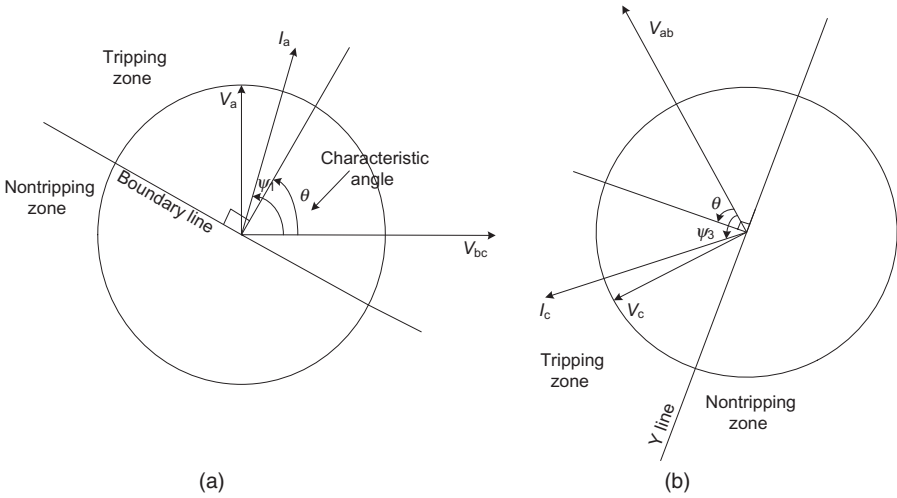 Tripping
zone
I_a
V_a
Nontripping
zone
Boundary line
ψ_1
θ
Characteristic
angle
V_bc
(a)
V_ab
θ
ψ_3
I_c
V_c
Tripping
zone
Y line
Nontripping
zone
(b)